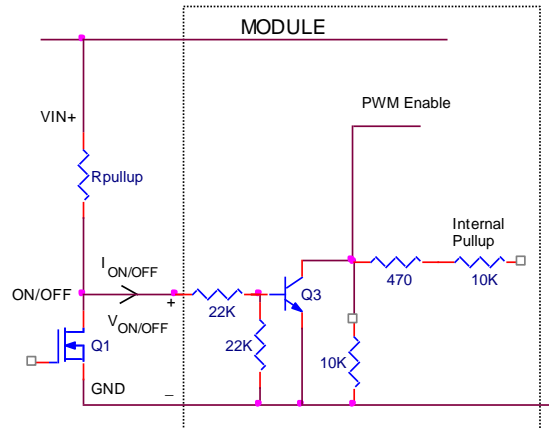 MODULE
PWM Enable
VIN+
Rpullup
Internal
Pullup
I ON/OFF
ON/OFF
+
22K
Q3
470
10K
V ON/OFF
Q1
22K
10K
GND
_